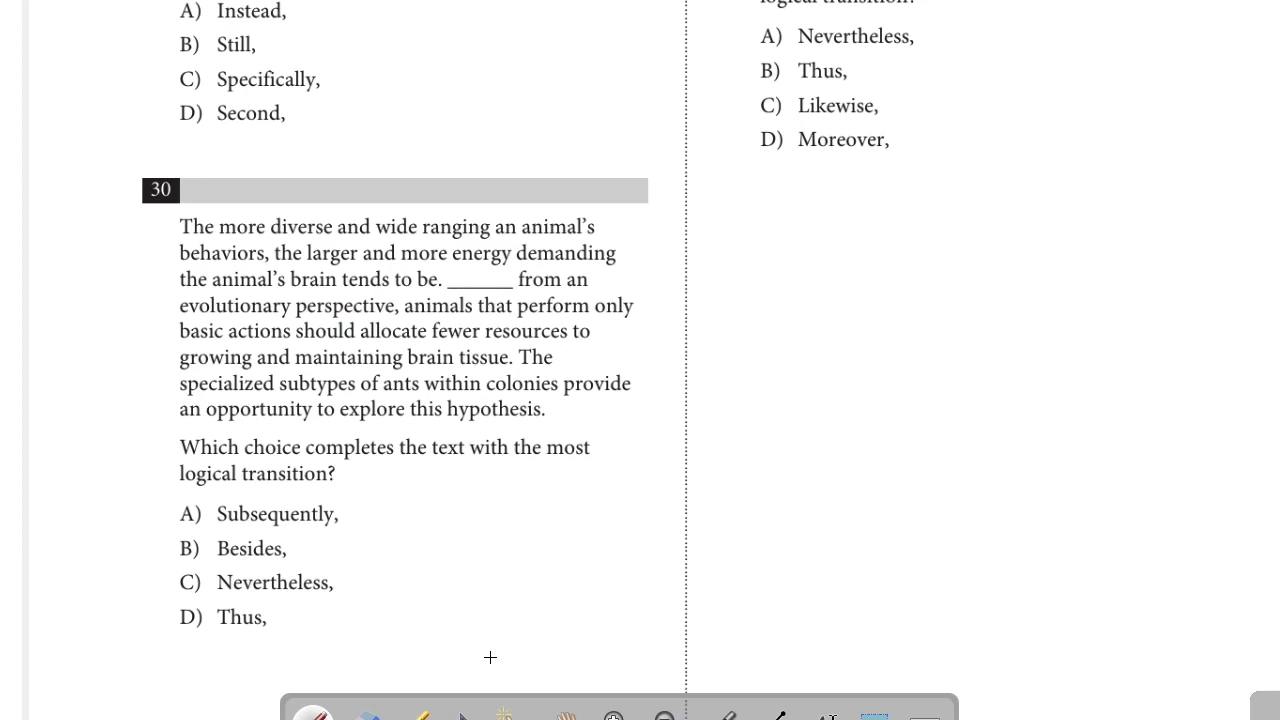 A) Instead,
B) Still,
C) Specifically,
D) Second,
30
The more diverse and wide ranging an animal’s
behaviors, the larger and more energy demanding
the animal’s brain tends to be. ______ from an
evolutionary perspective, animals that perform only
basic actions should allocate fewer resources to
growing and maintaining brain tissue. The
specialized subtypes of ants within colonies provide
an opportunity to explore this hypothesis.
Which choice completes the text with the most
logical transition?
A) Subsequently,
B) Besides,
C) Nevertheless,
D) Thus,
logical transition?
A) Nevertheless,
B) Thus,
C) Likewise,
D) Moreover,